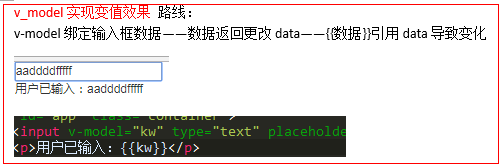 v_model 实现变值效果 路线：
v-model 绑定输入框数据——数据返回更改 data——{{数据}}引用 data 导致变化
aaddddfffff
用户已输入：aaddddfffff
id="app" class="container">
<input v-model="kw" type="text" placeholde
<p>用户已输入：{{kw}}</p>